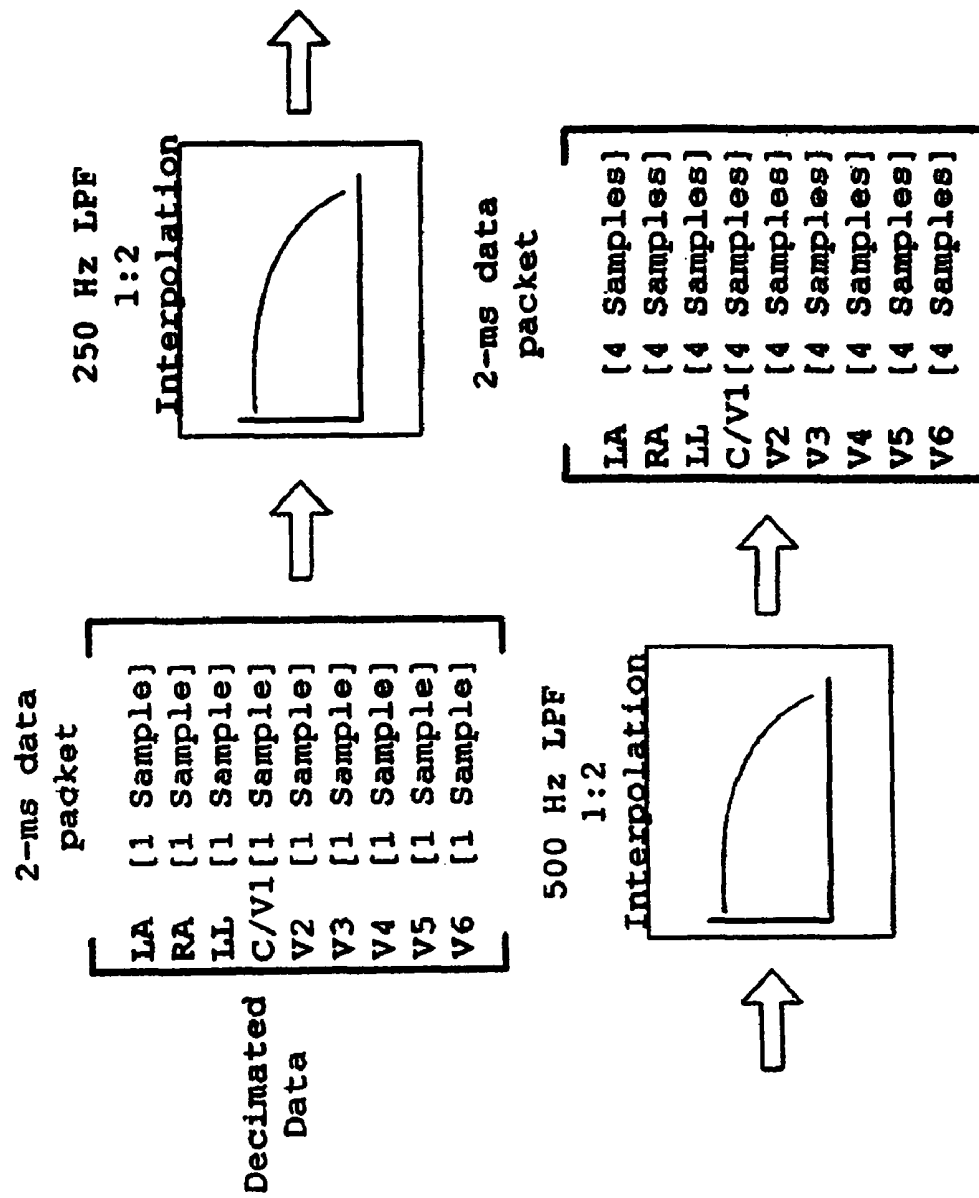 2-ms data
packet
Decimated
Data
LA [1 Sample]
RA [1 Sample]
LL [1 Sample]
C/V1 [1 Sample]
V2 [1 Sample]
V3 [1 Sample]
V4 [1 Sample]
V5 [1 Sample]
V6 [1 Sample]
250 Hz LPF
1:2
Interpolation
500 Hz LPF
1:2
Interpolation
2-ms data
packet
LA [4 Samples]
RA [4 Samples]
LL [4 Samples]
C/V1 [4 Samples]
V2 [4 Samples]
V3 [4 Samples]
V4 [4 Samples]
V5 [4 Samples]
V6 [4 Samples]